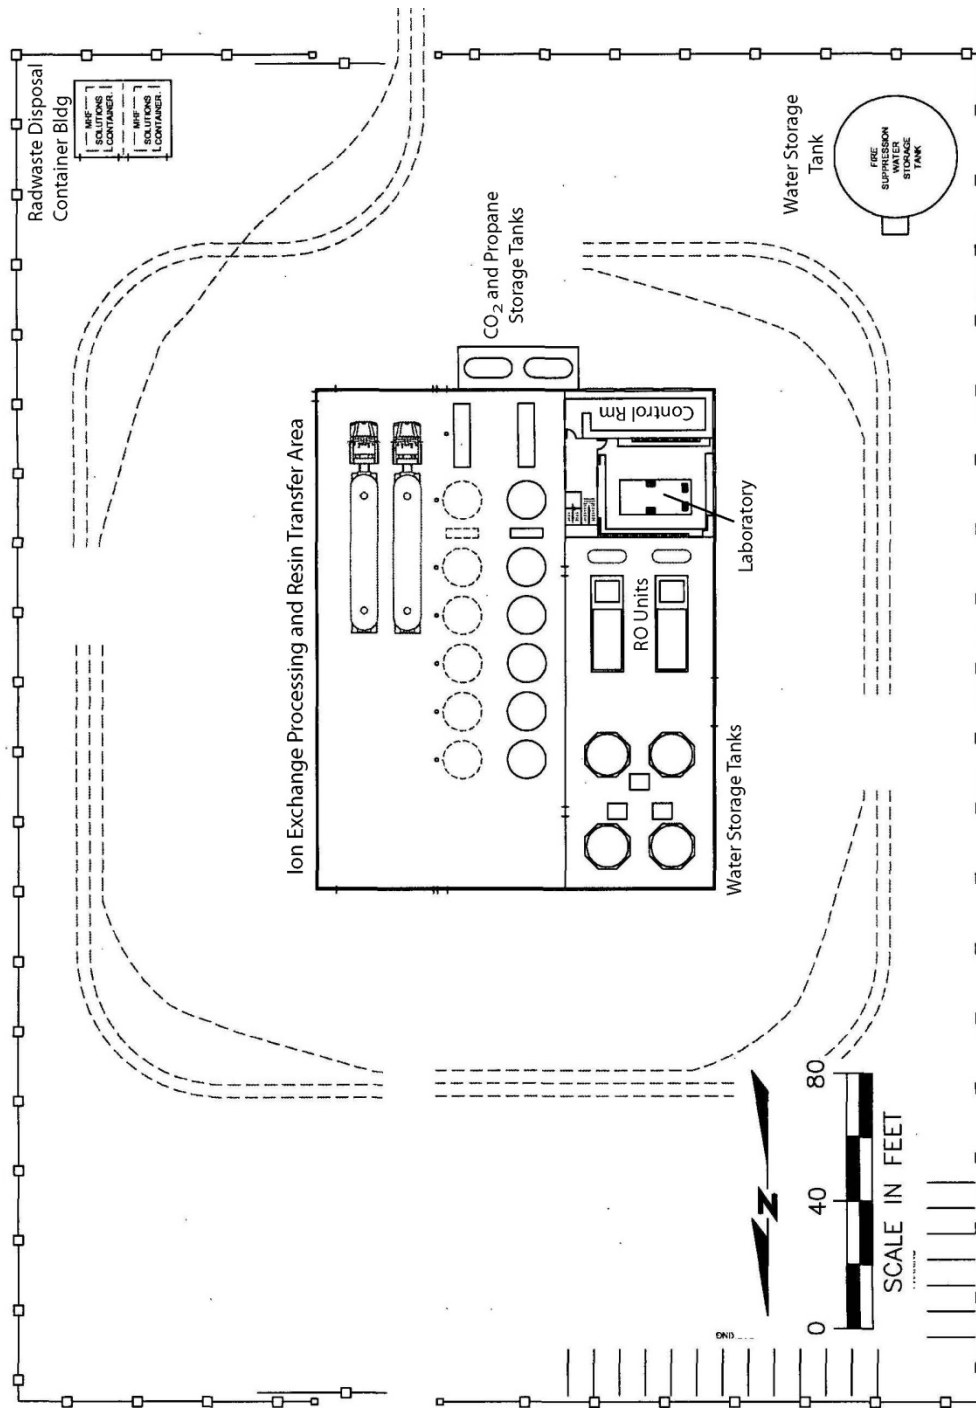 Radwaste Disposal
Container Bldg
MHF
SOLUTIONS
CONTAINER
MHF
SOLUTIONS
CONTAINER
Water Storage
Tank
FIRE
SUPPRESSION
WATER
STORAGE
TANK
CO₂ and Propane
Storage Tanks
Ion Exchange Processing and Resin Transfer Area
Control Rm
Laboratory
RO Units
Water Storage Tanks
N
0 40 80
SCALE IN FEET